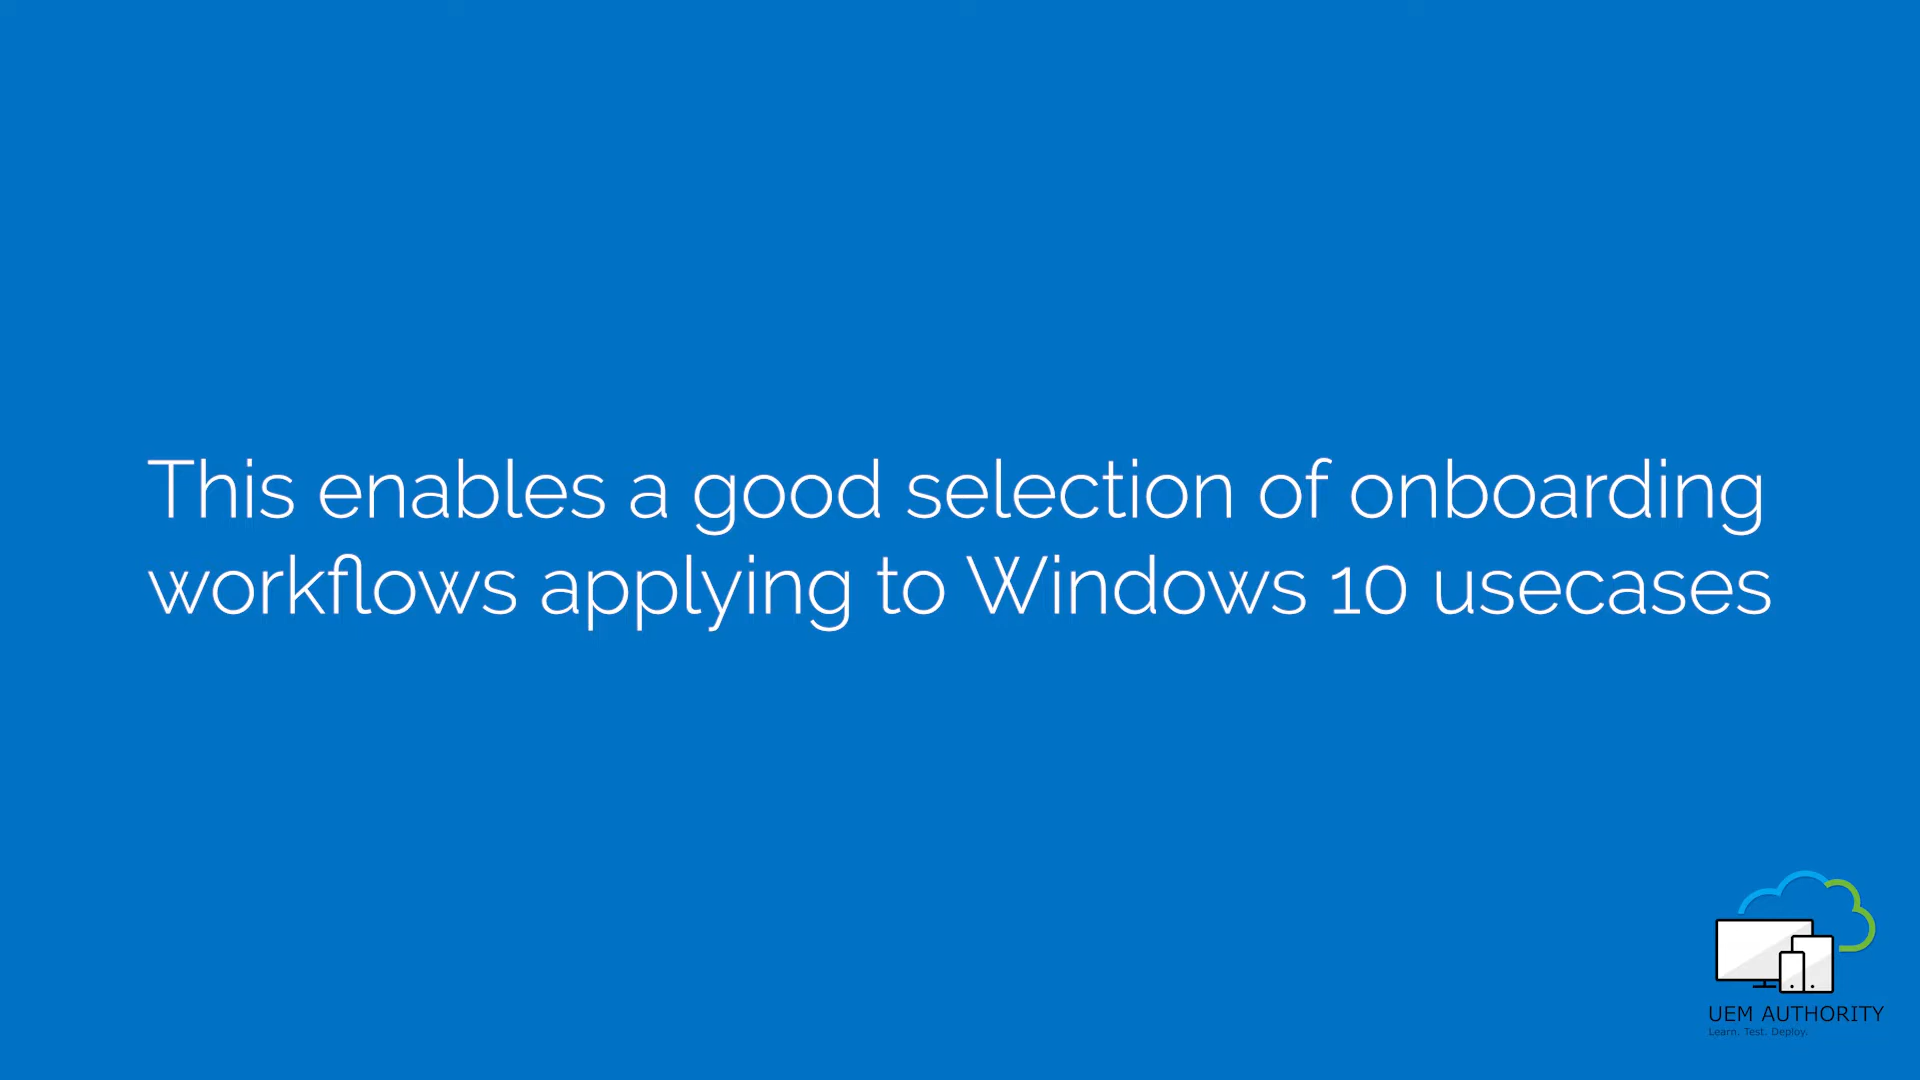 This enables a good selection of onboarding
workflows applying to Windows 10 usecases
UEM AUTHORITY
Learn. Test. Deploy.